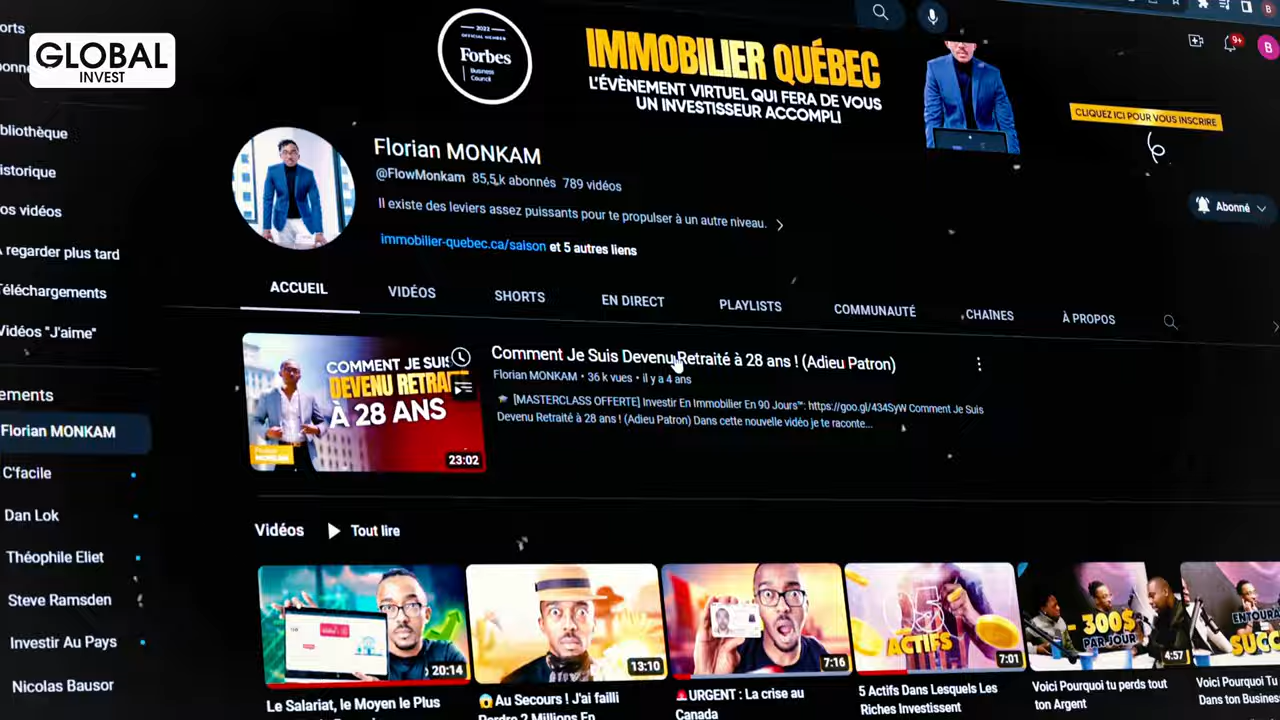 GLOBAL
INVEST
orts
bliothèque
istorique
os vidéos
regarder plus tard
éléchargements
Vidéos "J'aime"
ements
Florian MONKAM
C'facile
Dan Lok
Théophile Eliet
Steve Ramsden
Investir Au Pays
Nicolas Bausor
2022
OFFICIAL MEMBER
Forbes
Business
Council
IMMOBILIER QUÉBEC
L'ÉVÈNEMENT VIRTUEL QUI FERA DE VOUS
UN INVESTISSEUR ACCOMPLI
CLIQUEZ ICI POUR VOUS INSCRIRE
9+
B
B
Florian MONKAM
@FlowMonkam 85,5 k abonnés 789 vidéos
Il existe des leviers assez puissants pour te propulser à un autre niveau.
immobilier-quebec.ca/saison et 5 autres liens
Abonné
ACCUEIL VIDÉOS SHORTS EN DIRECT PLAYLISTS COMMUNAUTÉ CHAÎNES À PROPOS
COMMENT JE SUIS
DEVENU RETRAI
À 28 ANS
23:02
Comment Je Suis Devenu Retraité à 28 ans ! (Adieu Patron)
Florian MONKAM • 36 k vues • il y a 4 ans
[MASTERCLASS OFFERTE] Investir En Immobilier En 90 Jours™: https://goo.gl/434SyW Comment Je Suis
Devenu Retraité à 28 ans ! (Adieu Patron) Dans cette nouvelle vidéo je te raconte...
Vidéos Tout lire
20:14
13:10
7:16
05
ACTIFS
7:01
300$
PAR JOUR
4:57
ENTOURA
SUCC
Le Salariat, le Moyen le Plus
😱Au Secours ! J'ai failli
Perdre 2 Millions En
🚨URGENT : La crise au
Canada
5 Actifs Dans Lesquels Les
Riches Investissent
Voici Pourquoi tu perds tout
ton Argent
Voici Pourquoi Tu
Dans ton Business